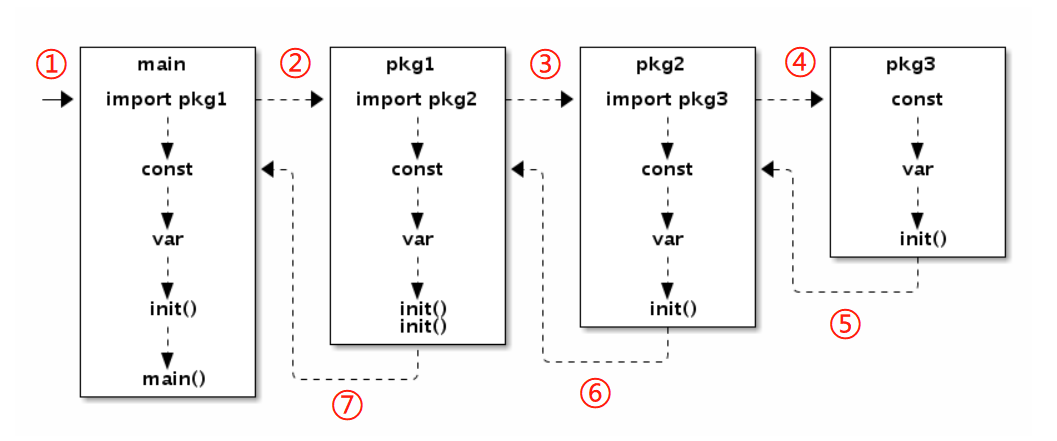 ①
main
import pkg1
const
var
init()
main()
②
pkg1
import pkg2
const
var
init()
init()
③
pkg2
import pkg3
const
var
init()
④
pkg3
const
var
init()
⑤
⑥
⑦